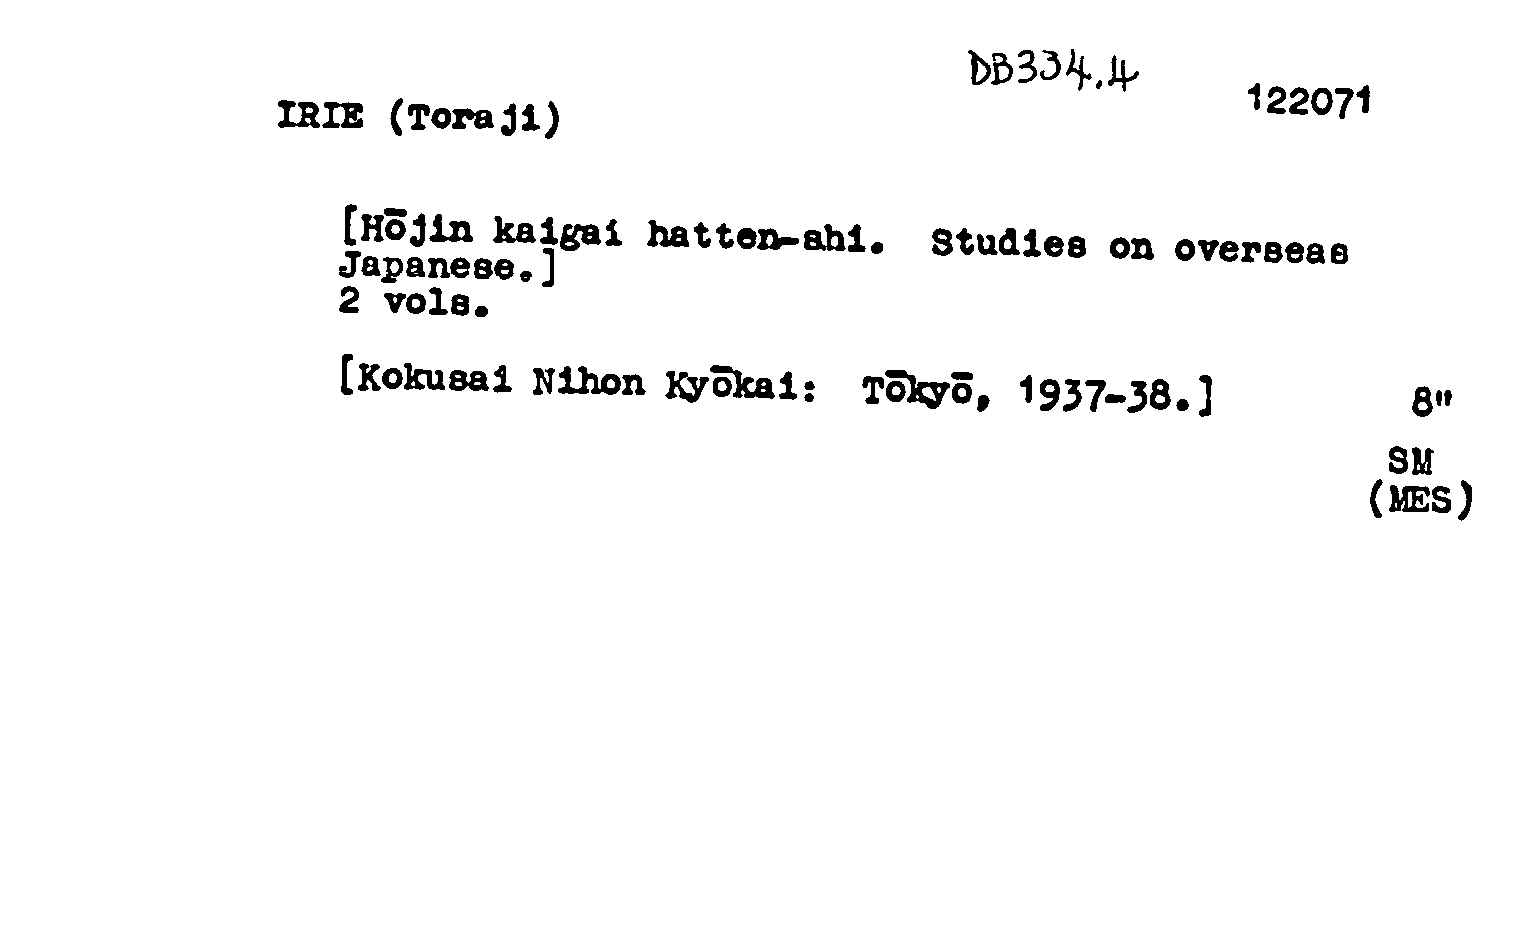 DB334.4
122071
IRIE (Toraji)
[Hōjin kaigai hatten-shi. Studies on overseas
Japanese.]
2 vols.
[Kokusai Nihon Kyōkai: Tōkyō, 1937-38.]
8"
SM
(MES)